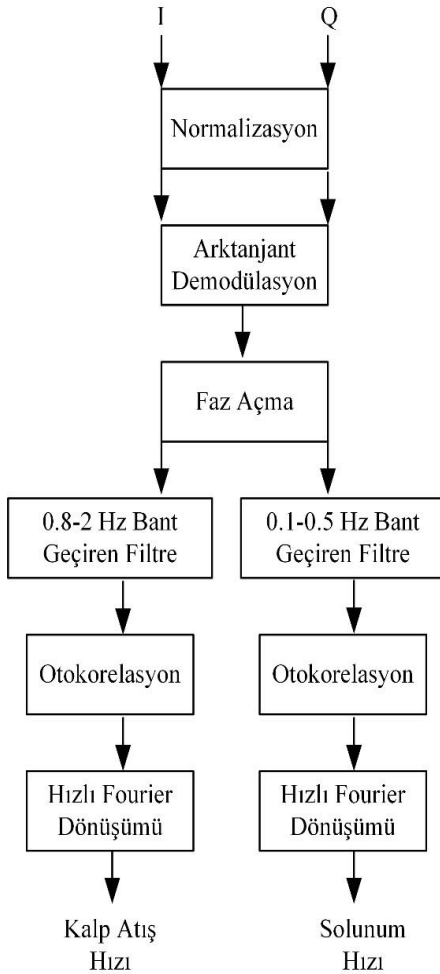 I
Q
Normalizasyon
Arktanjant
Demodülasyon
Faz Açma
0.8-2 Hz Bant
Geçiren Filtre
0.1-0.5 Hz Bant
Geçiren Filtre
Otokorelasyon
Otokorelasyon
Hızlı Fourier
Dönüşümü
Hızlı Fourier
Dönüşümü
Kalp Atış
Hızı
Solunum
Hızı